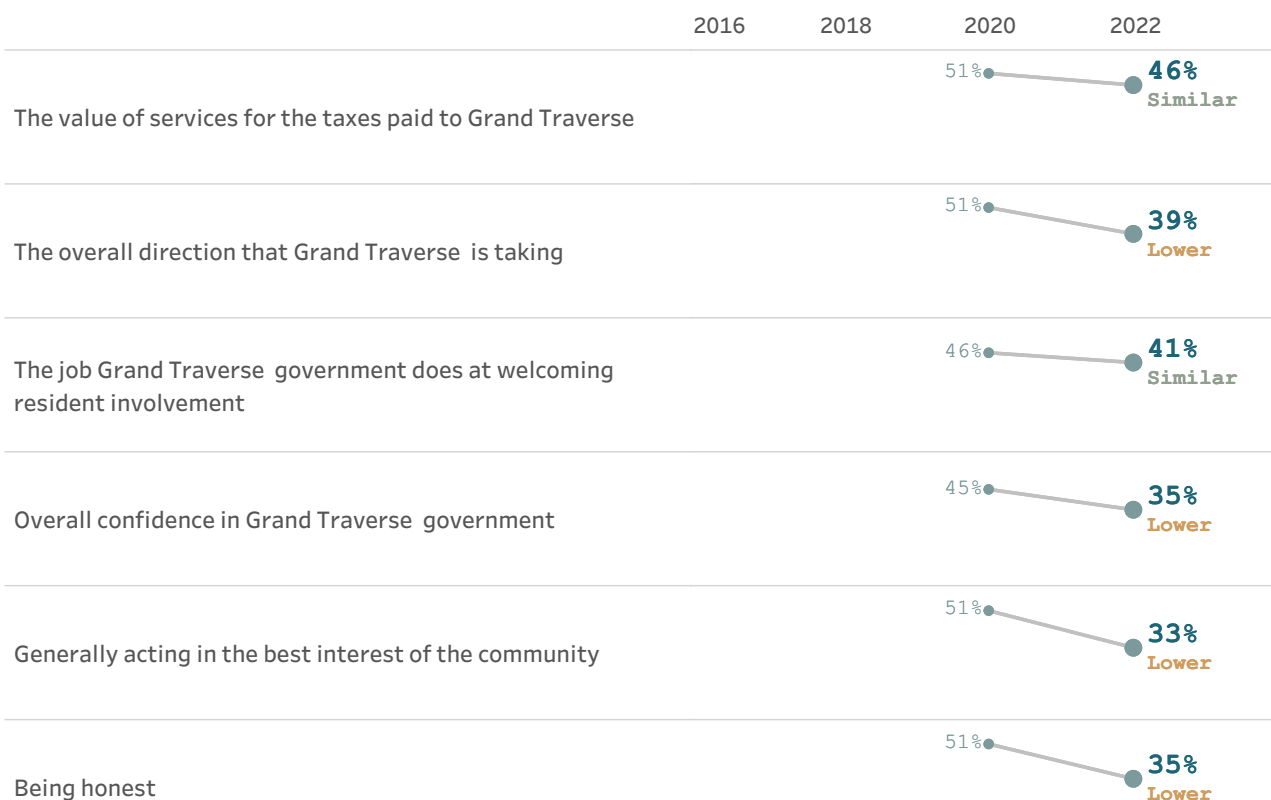 2016 2018 2020 2022
The value of services for the taxes paid to Grand Traverse
51%
46%
Similar
The overall direction that Grand Traverse is taking
51%
39%
Lower
The job Grand Traverse government does at welcoming
resident involvement
46%
41%
Similar
Overall confidence in Grand Traverse government
45%
35%
Lower
Generally acting in the best interest of the community
51%
33%
Lower
Being honest
51%
35%
Lower